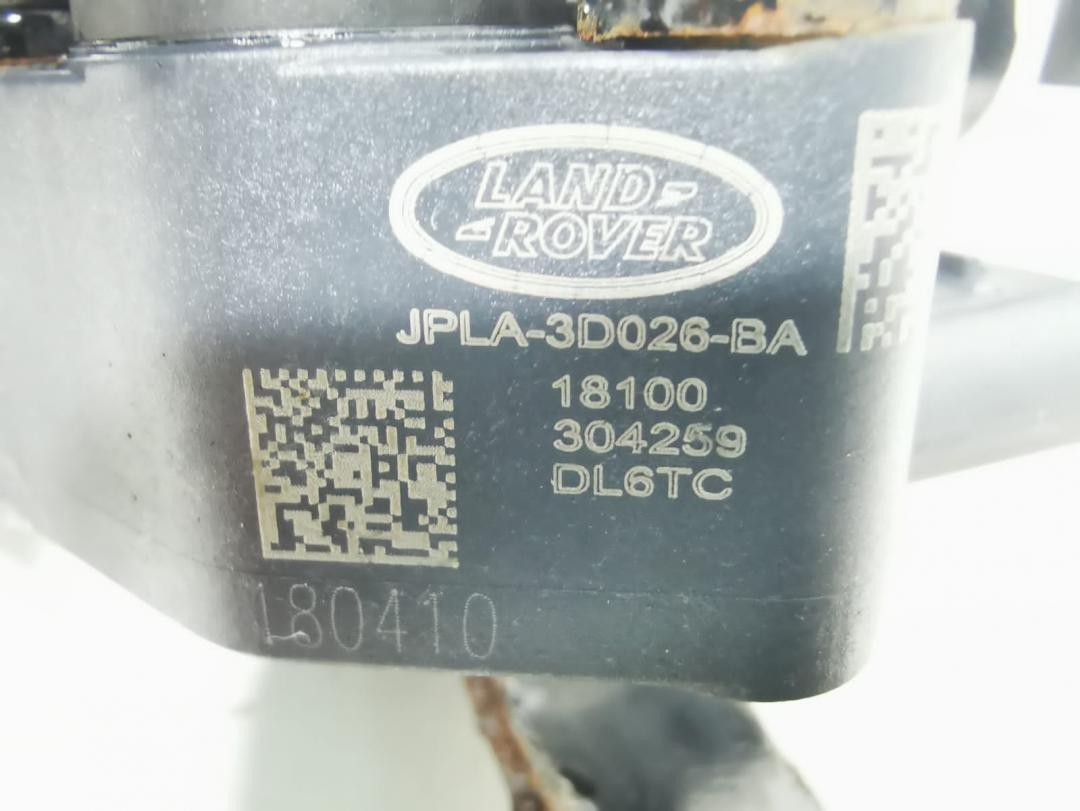 LAND
ROVER
JPLA-3D026-BA
18100
304259
DL6TC
180410